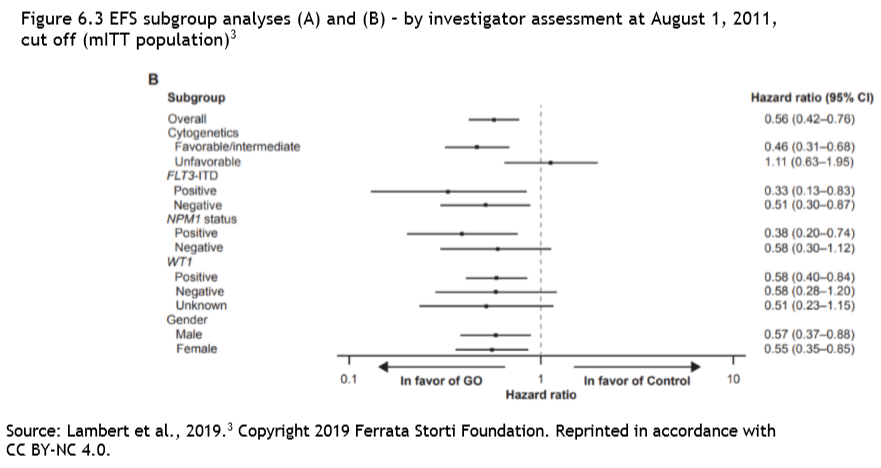 Figure 6.3 EFS subgroup analyses (A) and (B) - by investigator assessment at August 1, 2011,
cut off (mITT population)3
B
Subgroup Hazard ratio (95% CI)
Overall 0.56 (0.42–0.76)
Cytogenetics
Favorable/intermediate 0.46 (0.31–0.68)
Unfavorable 1.11 (0.63–1.95)
FLT3-ITD
Positive 0.33 (0.13–0.83)
Negative 0.51 (0.30–0.87)
NPM1 status
Positive 0.38 (0.20–0.74)
Negative 0.58 (0.30–1.12)
WT1
Positive 0.58 (0.40–0.84)
Negative 0.58 (0.28–1.20)
Unknown 0.51 (0.23–1.15)
Gender
Male 0.57 (0.37–0.88)
Female 0.55 (0.35–0.85)
0.1 In favor of GO 1 In favor of Control 10
Hazard ratio
Source: Lambert et al., 2019.3 Copyright 2019 Ferrata Storti Foundation. Reprinted in accordance with
CC BY-NC 4.0.